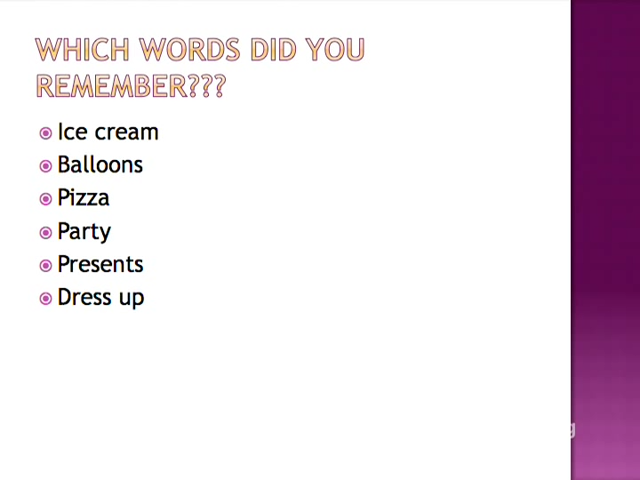 WHICH WORDS DID YOU
REMEMBER???
Ice cream
Balloons
Pizza
Party
Presents
Dress up